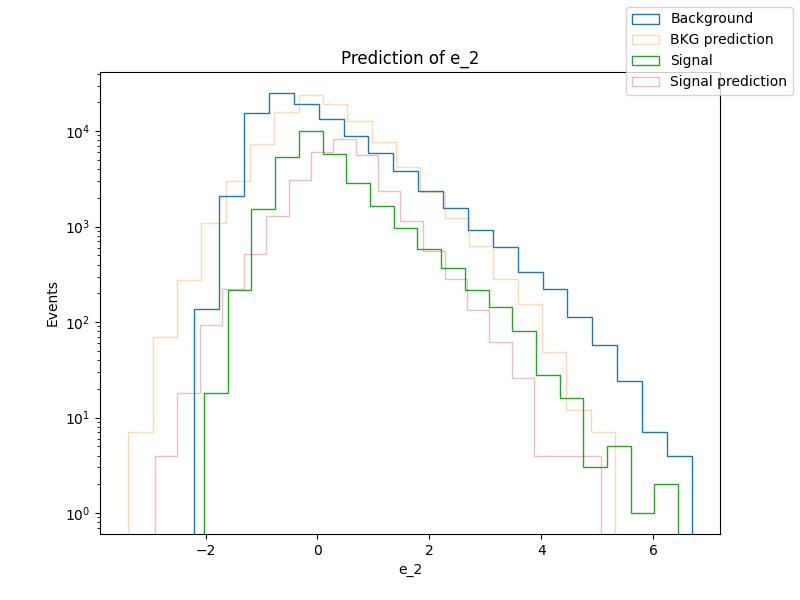 Prediction of e_2
Background
BKG prediction
Signal
Signal prediction
Events
10⁴
10³
10²
10¹
10⁰
−2
0
2
4
6
e_2